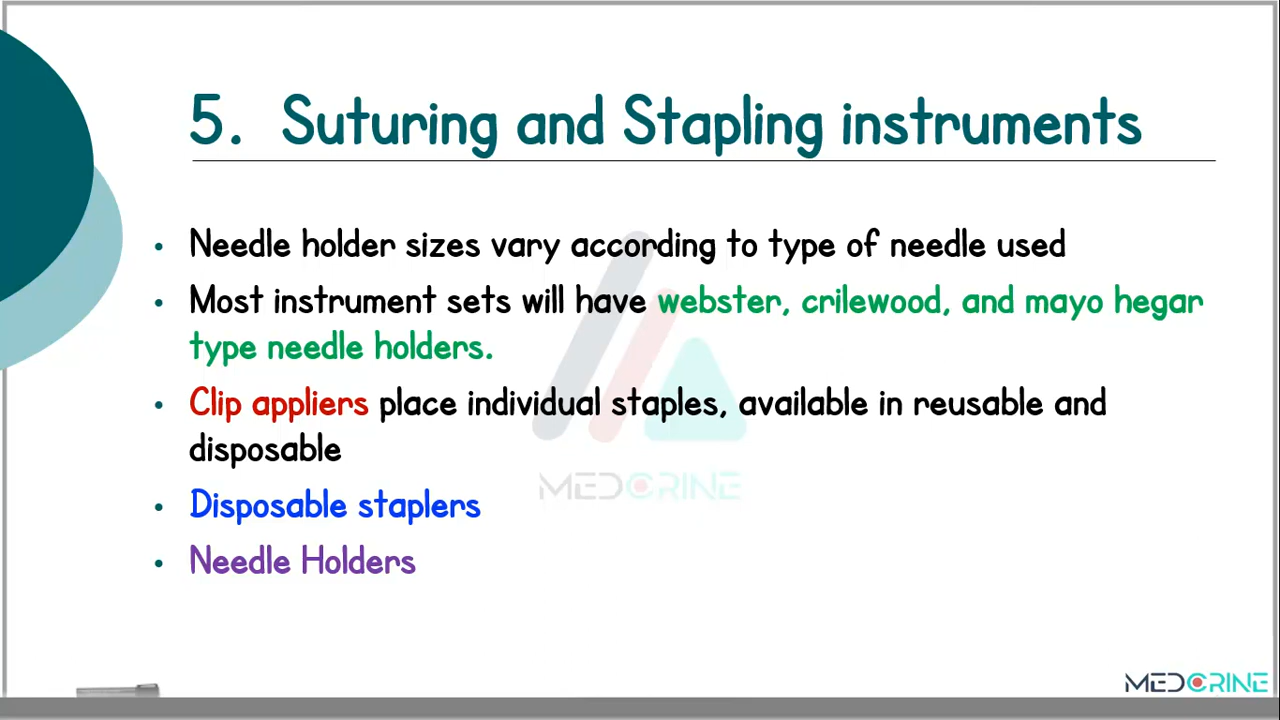 5. Suturing and Stapling instruments
• Needle holder sizes vary according to type of needle used
• Most instrument sets will have webster, crilewood, and mayo hegar
type needle holders.
• Clip appliers place individual staples, available in reusable and
disposable
MEDCRINE
• Disposable staplers
• Needle Holders
MEDCRINE